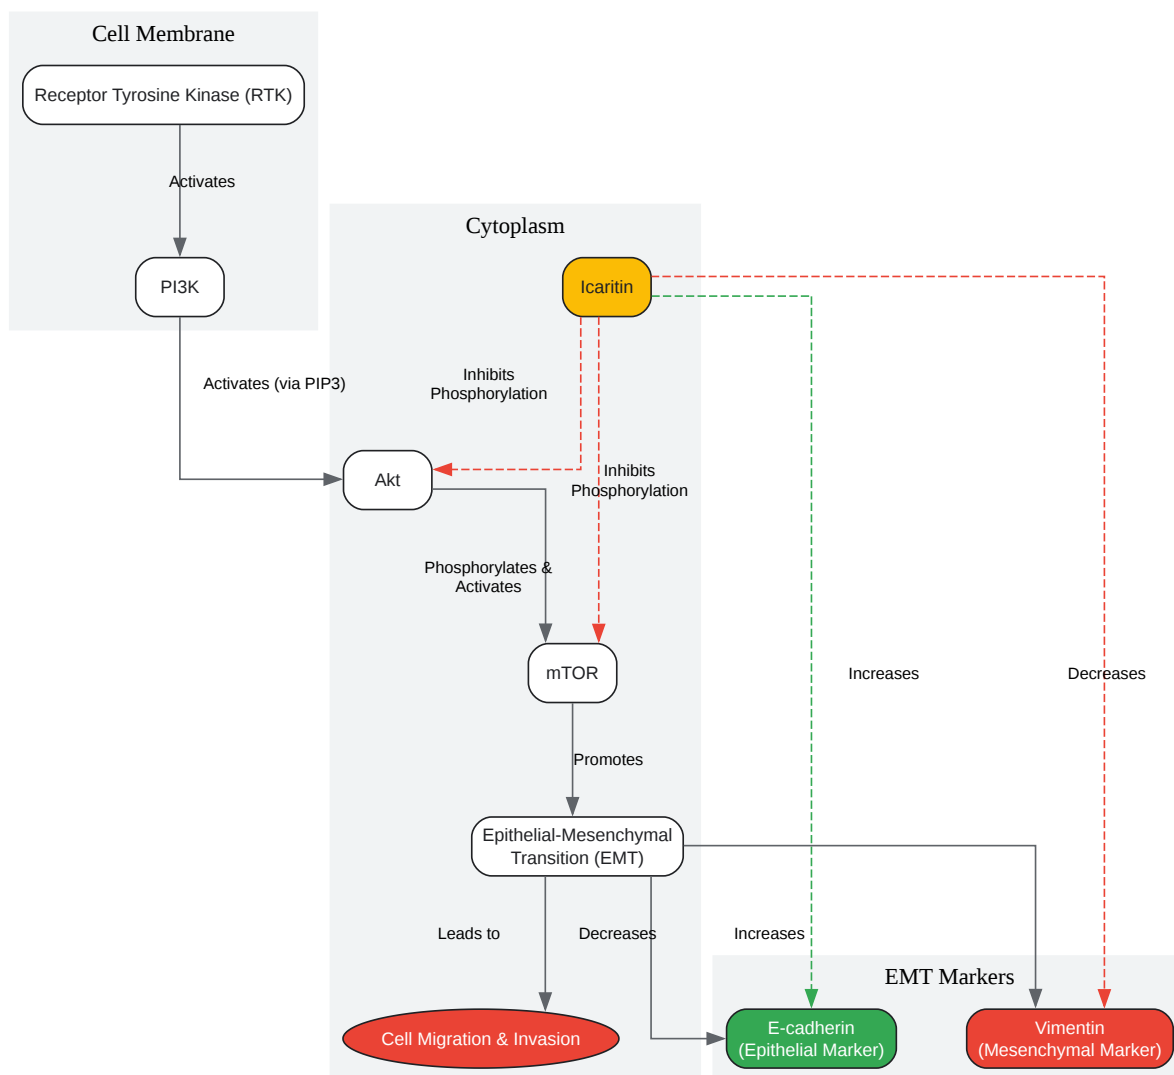 Cell Membrane
Receptor Tyrosine Kinase (RTK)
Activates
PI3K
Cytoplasm
Icaritin
Activates (via PIP3)
Inhibits
Phosphorylation
Akt
Inhibits
Phosphorylation
Phosphorylates &
Activates
mTOR
Increases
Decreases
Promotes
Epithelial-Mesenchymal
Transition (EMT)
Leads to
Decreases
Increases
EMT Markers
Cell Migration & Invasion
E-cadherin
(Epithelial Marker)
Vimentin
(Mesenchymal Marker)